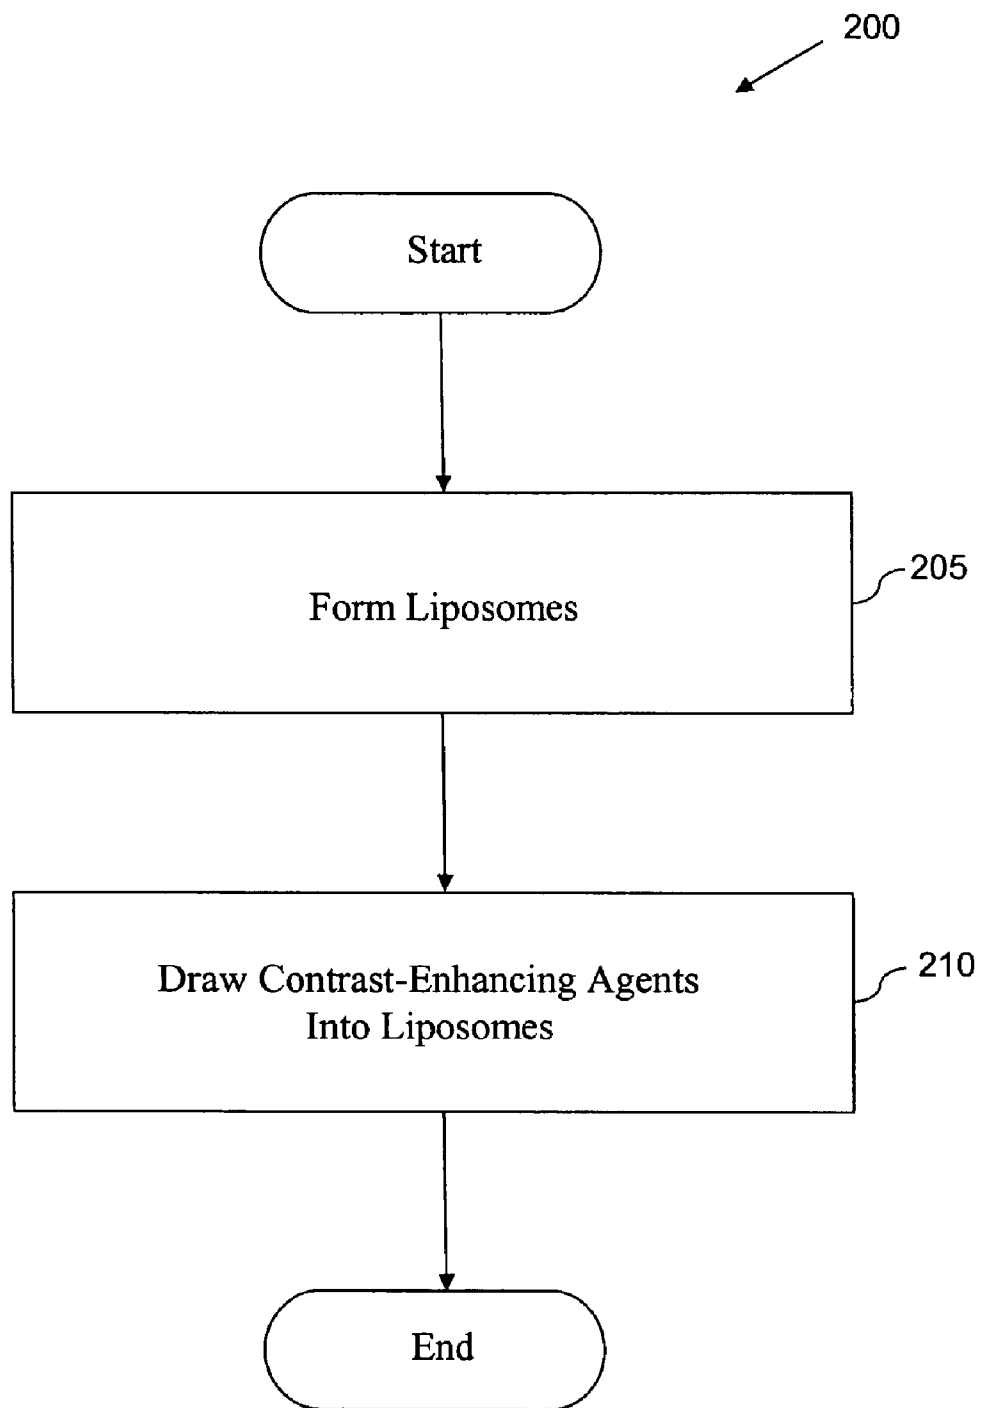 200
Start
Form Liposomes
205
Draw Contrast-Enhancing Agents
Into Liposomes
210
End